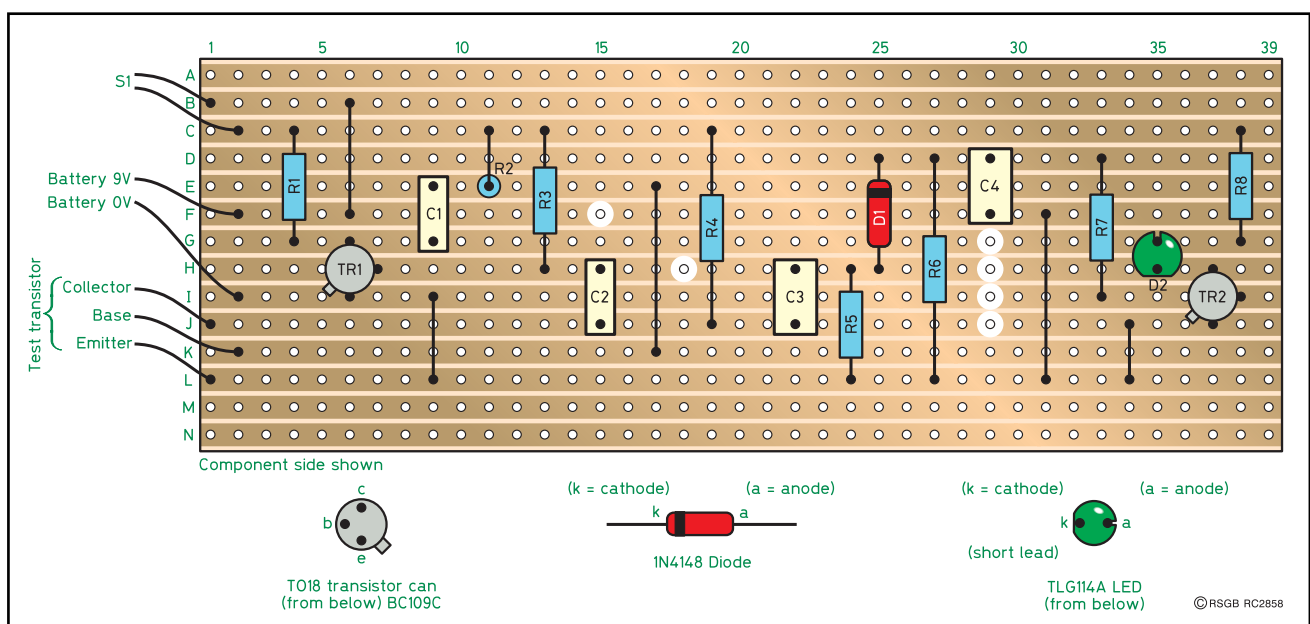 1 5 10 15 20 25 30 35 39
A
S1
B
C
D
R2
Battery 9V
E
R1
C1
R3
C4
R8
Battery 0V
F
R4
D1
R7
G
TR1
H
R6
Test transistor
Collector
I
C2
C3
D2
TR2
Base
J
R5
Emitter
K
L
M
N
Component side shown
c
b
e
TO18 transistor can
(from below) BC109C
(k = cathode) (a = anode)
k a
1N4148 Diode
(k = cathode) (a = anode)
k a
(short lead)
TLG114A LED
(from below)
©RSGB RC2858